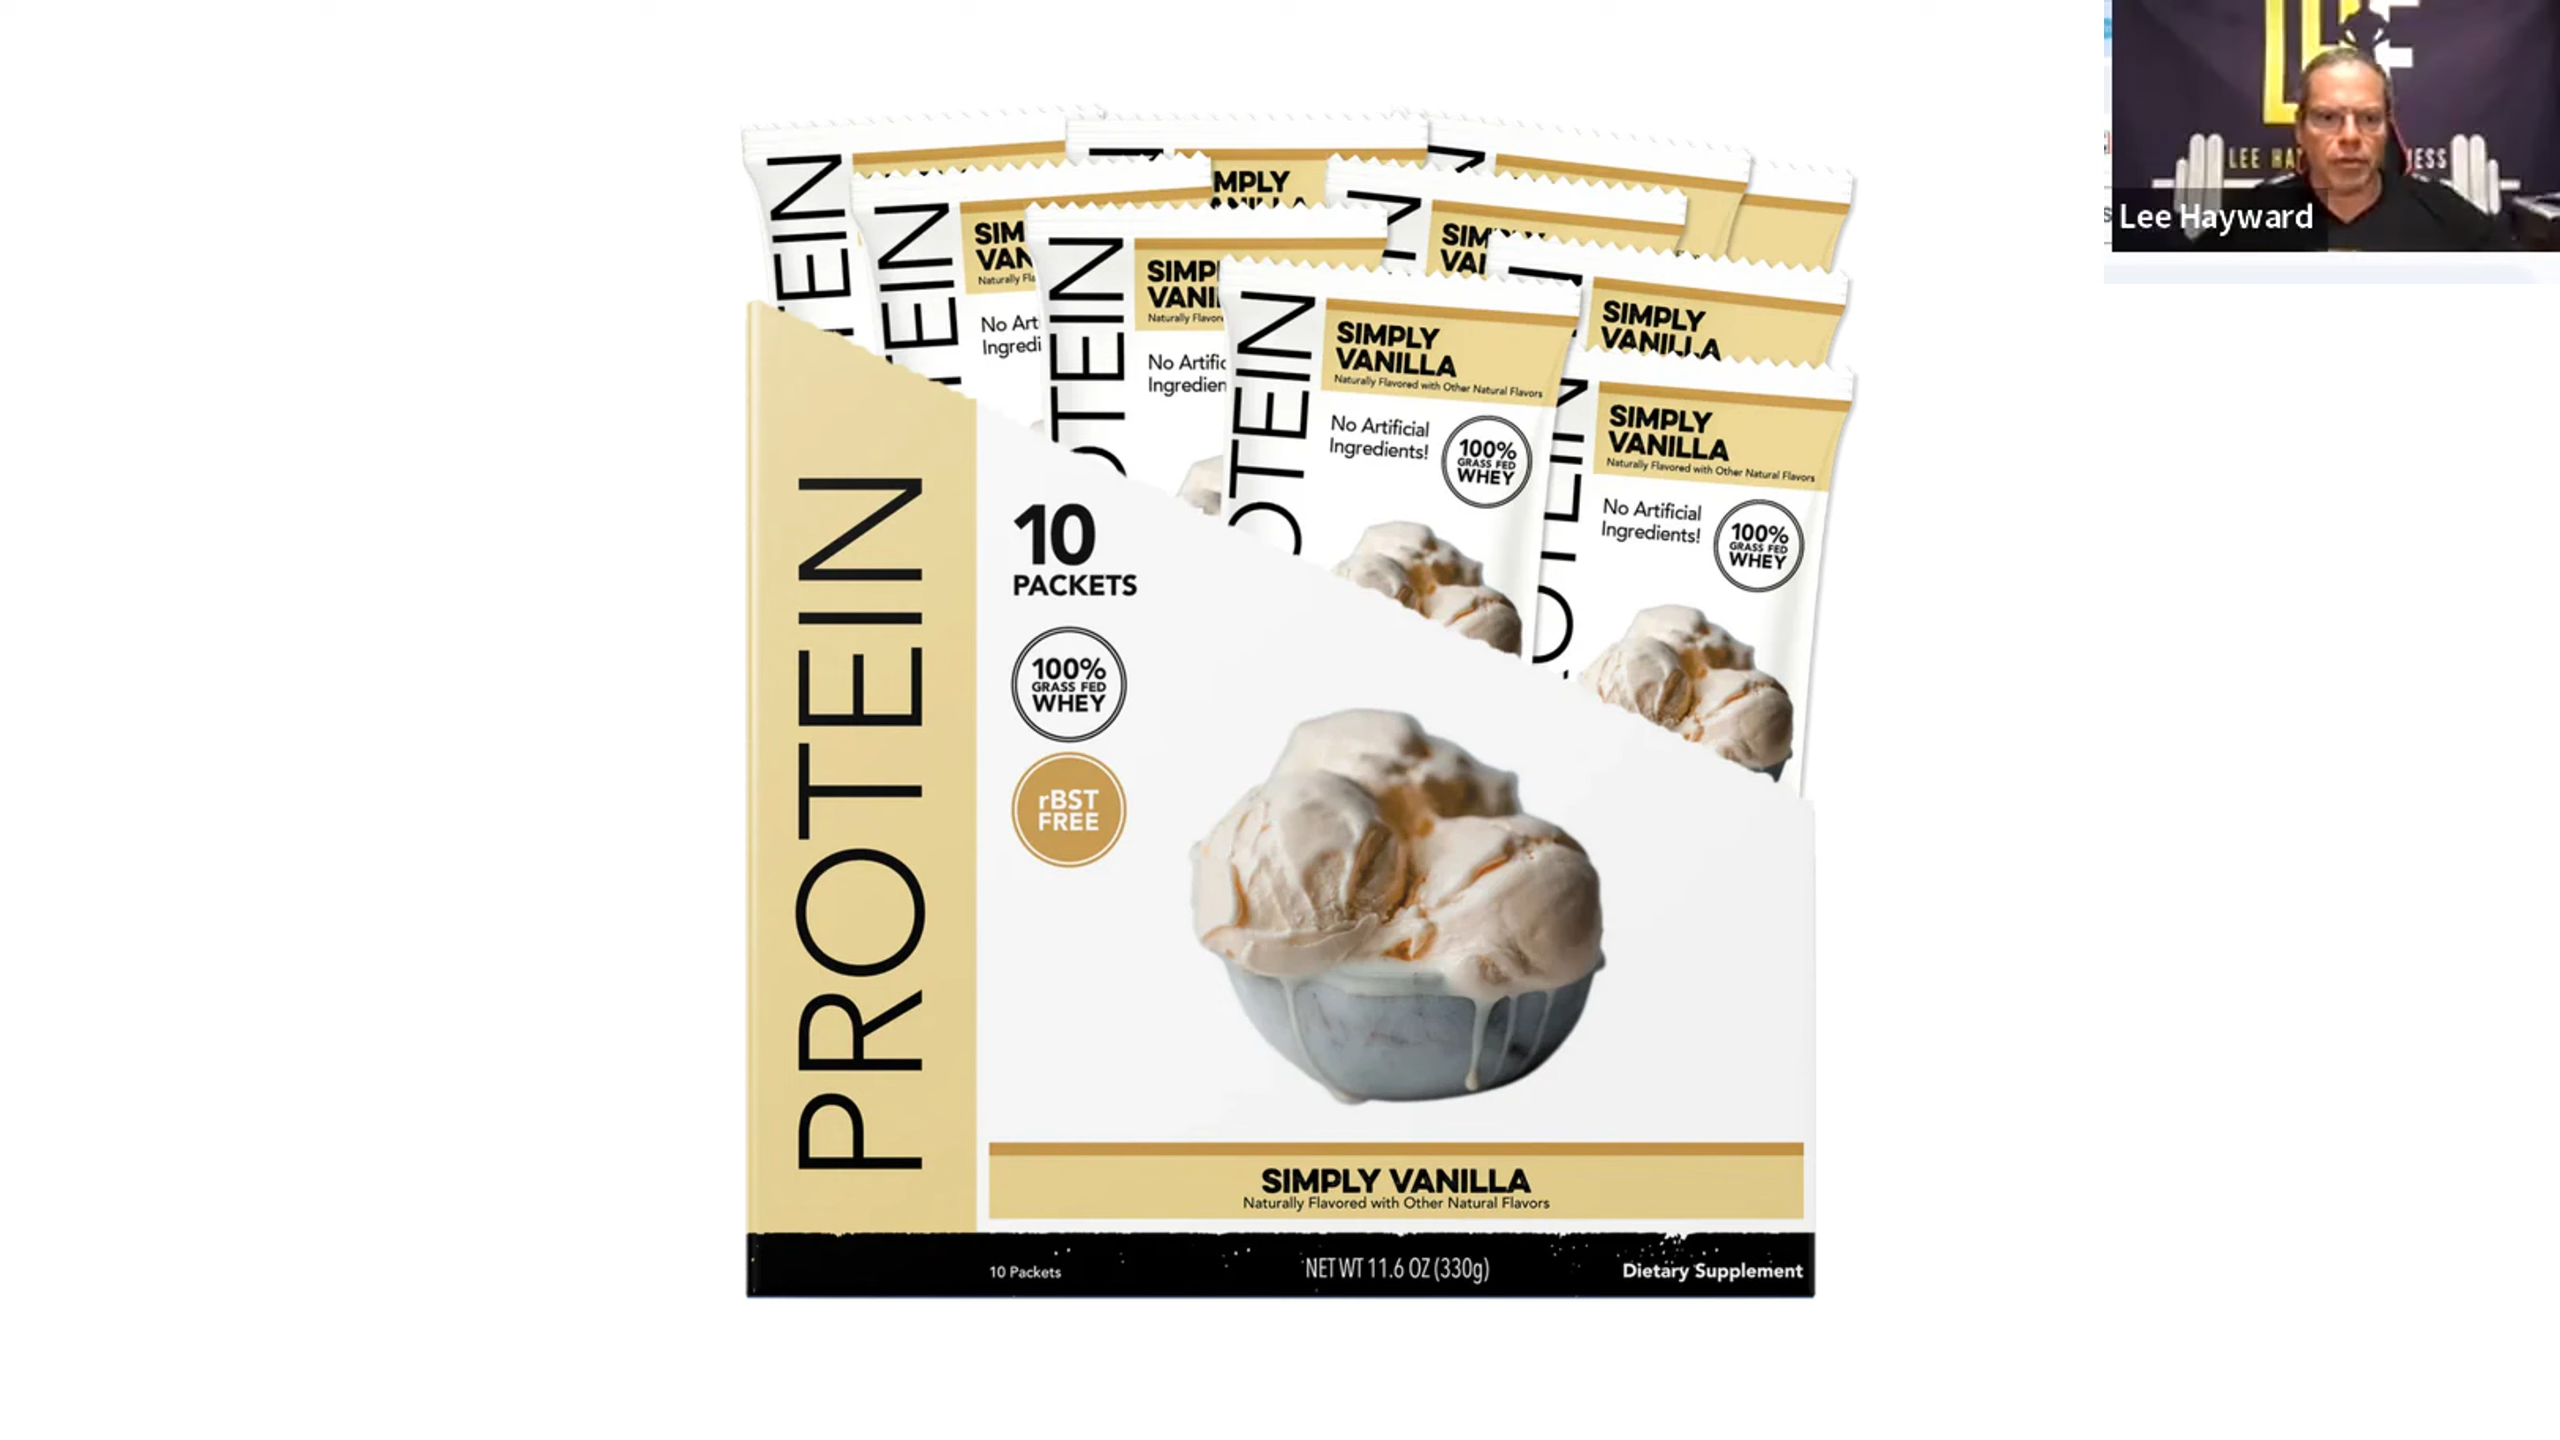 PROTEIN
10
PACKETS
100%
GRASS FED
WHEY
rBST
FREE
SIMPLY VANILLA
Naturally Flavored with Other Natural Flavors
10 Packets
NET WT 11.6 OZ (330g)
Dietary Supplement
SIMPLY
VANILLA
Naturally Flavored with Other Natural Flavors
No Artificial
Ingredients!
100%
GRASS FED
WHEY
SIMPLY
VANILLA
Naturally Flavored with Other Natural Flavors
No Artificial
Ingredients!
100%
GRASS FED
WHEY
SIMPLY
VANILLA
LEE
Lee Hayward